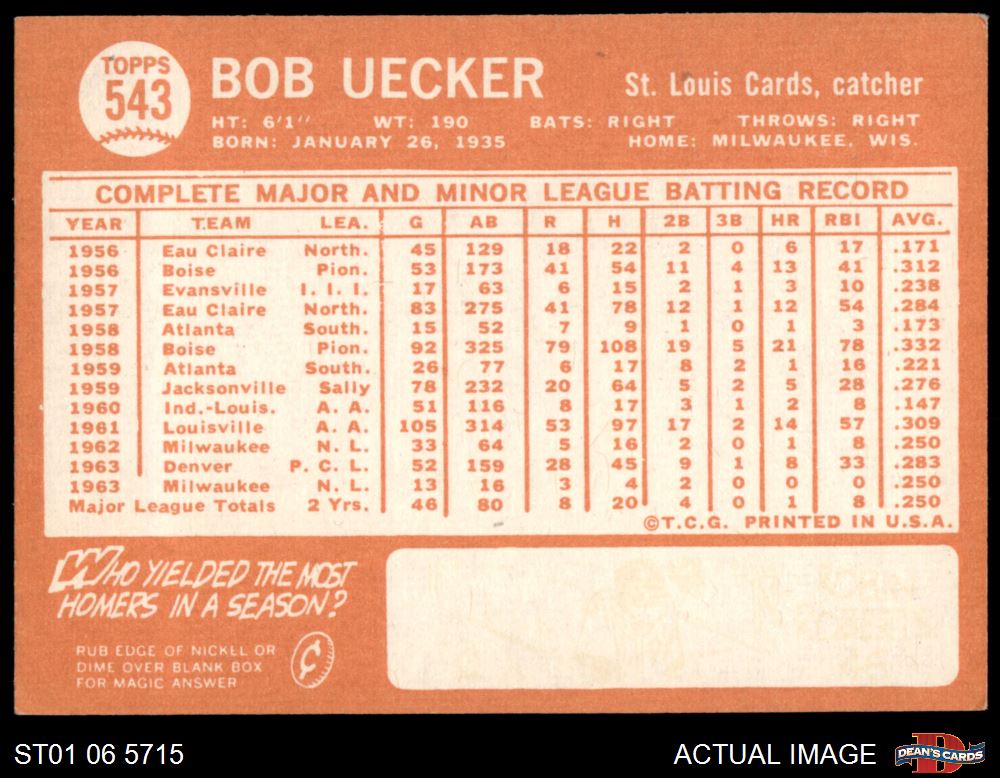 TOPPS
543
BOB UECKER
St. Louis Cards, catcher
HT: 6'1" WT: 190 BATS: RIGHT THROWS: RIGHT
BORN: JANUARY 26, 1935 HOME: MILWAUKEE, WIS.
COMPLETE MAJOR AND MINOR LEAGUE BATTING RECORD
YEAR TEAM LEA. G AB R H 2B 3B HR RBI AVG.
1956 Eau Claire North. 45 129 18 22 2 0 6 17 .171
1956 Boise Pion. 53 173 41 54 11 4 13 41 .312
1957 Evansville I. I. I. 17 63 6 15 2 1 3 10 .238
1957 Eau Claire North. 83 275 41 78 12 1 12 54 .284
1958 Atlanta South. 15 52 7 9 1 0 1 3 .173
1958 Boise Pion. 92 325 79 108 19 5 21 78 .332
1959 Atlanta South. 26 77 6 17 8 2 1 16 .221
1959 Jacksonville Sally 78 232 20 64 5 2 5 28 .276
1960 Ind.-Louis. A. A. 51 116 8 17 3 1 2 8 .147
1961 Louisville A. A. 105 314 53 97 17 2 14 57 .309
1962 Milwaukee N. L. 33 64 5 16 2 0 1 8 .250
1963 Denver P. C. L. 52 159 28 45 9 1 8 33 .283
1963 Milwaukee N. L. 13 16 3 4 2 0 0 0 .250
Major League Totals 2 Yrs. 46 80 8 20 4 0 1 8 .250
©T.C.G. PRINTED IN U.S.A.
WHO YIELDED THE MOST
HOMERS IN A SEASON?
RUB EDGE OF NICKEL OR
DIME OVER BLANK BOX
FOR MAGIC ANSWER
¢
ST01 06 5715
ACTUAL IMAGE
DEAN'S CARDS